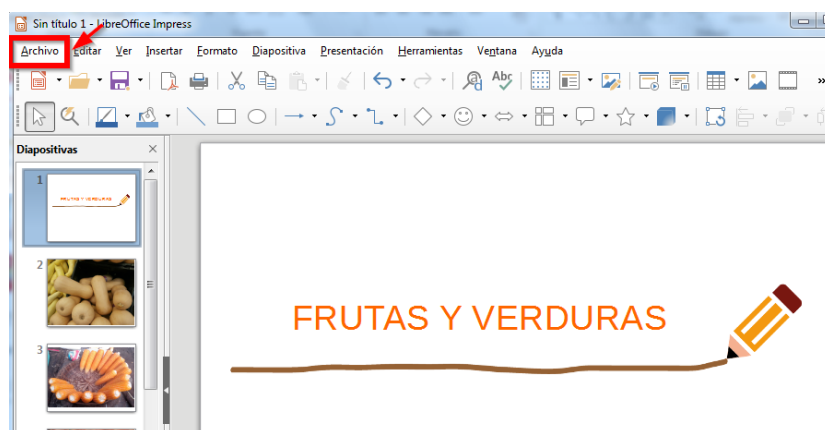 Sin título 1 - LibreOffice Impress
Archivo Editar Ver Insertar Formato Diapositiva Presentación Herramientas Ventana Ayuda
Abc
Diapositivas
1
FRUTAS Y VERDURAS
2
3
FRUTAS Y VERDURAS